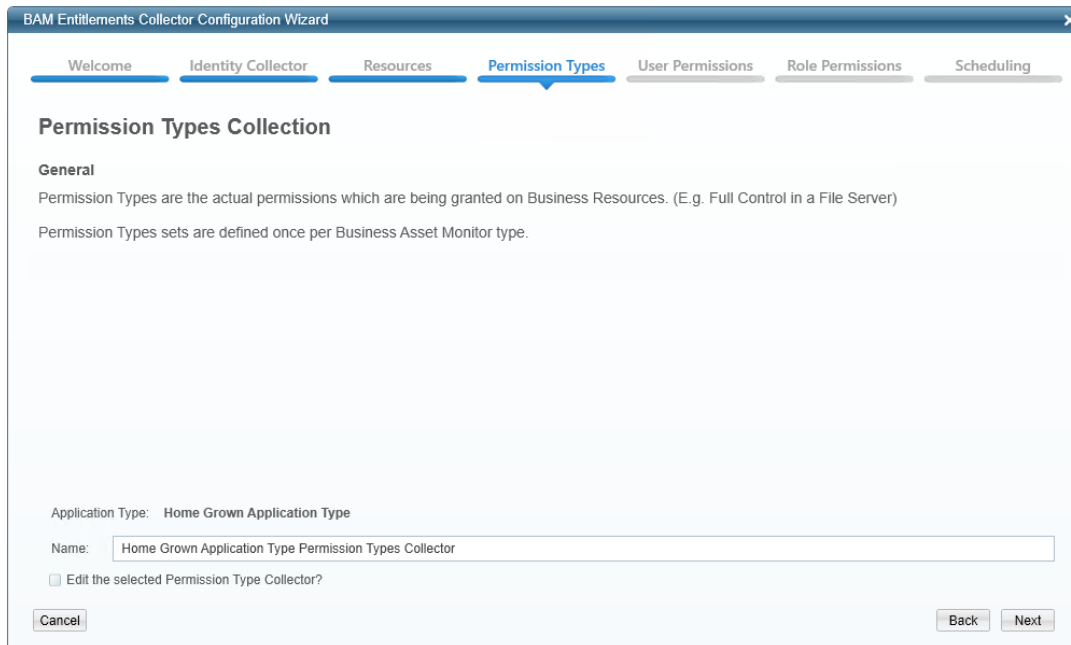 BAM Entitlements Collector Configuration Wizard
Welcome Identity Collector Resources Permission Types User Permissions Role Permissions Scheduling
Permission Types Collection
General
Permission Types are the actual permissions which are being granted on Business Resources. (E.g. Full Control in a File Server)
Permission Types sets are defined once per Business Asset Monitor type.
Application Type: Home Grown Application Type
Name: Home Grown Application Type Permission Types Collector
Edit the selected Permission Type Collector?
Cancel Back Next